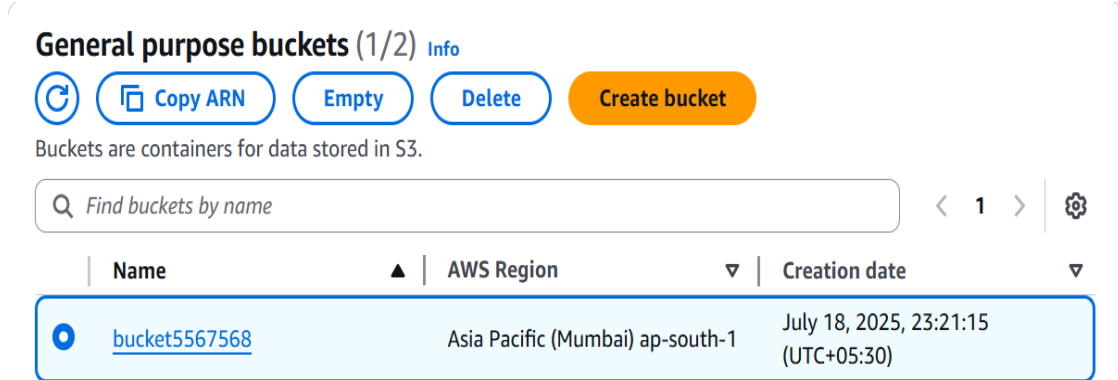 General purpose buckets (1/2) Info
Copy ARN Empty Delete Create bucket
Buckets are containers for data stored in S3.
Find buckets by name 1
Name AWS Region Creation date
bucket5567568 Asia Pacific (Mumbai) ap-south-1 July 18, 2025, 23:21:15
(UTC+05:30)